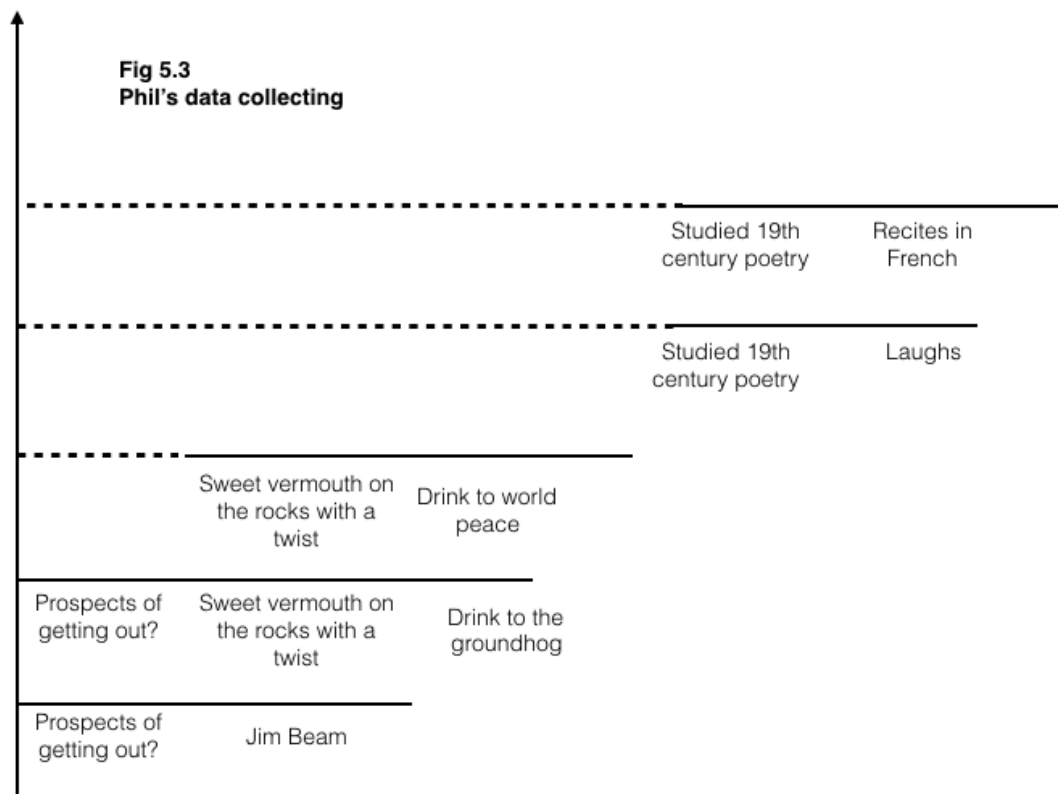 Fig 5.3
Phil's data collecting
Studied 19th
century poetry
Recites in
French
Studied 19th
century poetry
Laughs
Sweet vermouth on
the rocks with a
twist
Drink to world
peace
Prospects of
getting out?
Sweet vermouth on
the rocks with a
twist
Drink to the
groundhog
Prospects of
getting out?
Jim Beam